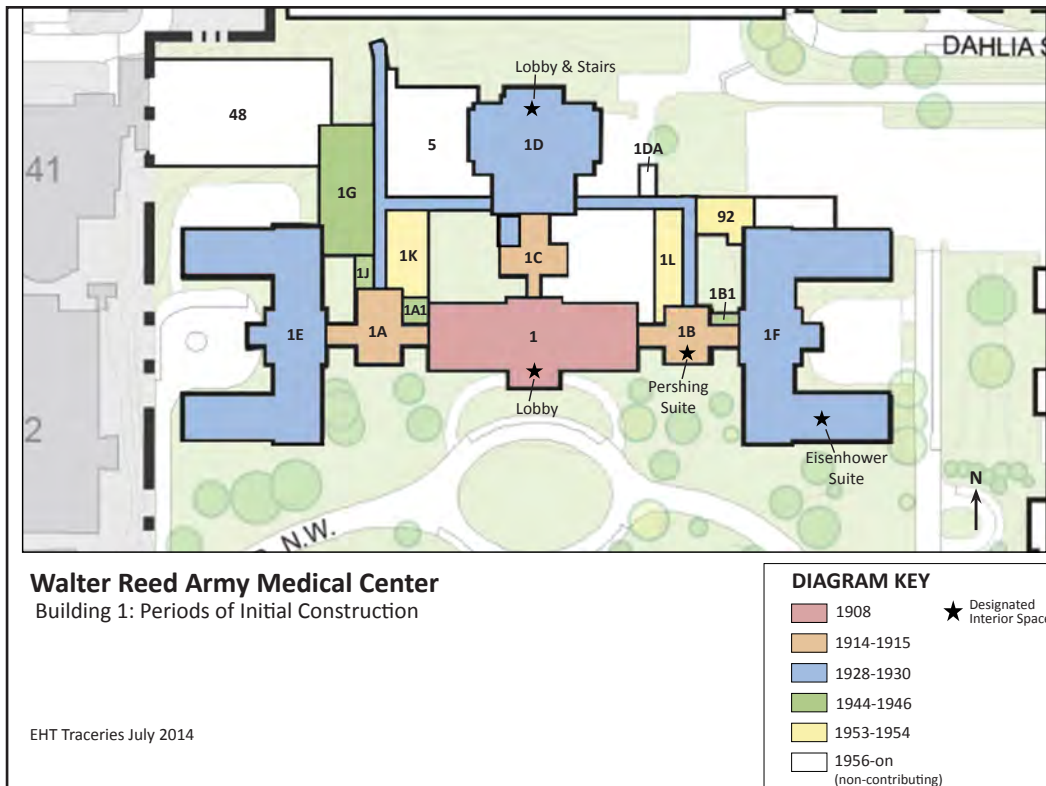 DAHLIA S
Lobby & Stairs
48
5
1D
1DA
41
1G
92
1K
1C
1L
1J
1A1
1B1
1E
1A
1
1B
1F
Lobby
Pershing
Suite
2
Eisenhower
Suite
N
N.W.
Walter Reed Army Medical Center
Building 1: Periods of Initial Construction
EHT Traceries July 2014
DIAGRAM KEY
1908
Designated
Interior Space
1914-1915
1928-1930
1944-1946
1953-1954
1956-on
(non-contributing)